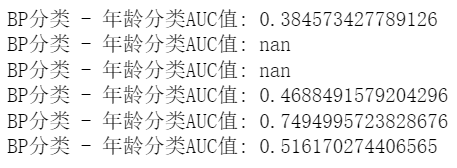 BP分类 - 年龄分类AUC值: 0.384573427789126
BP分类 - 年龄分类AUC值: nan
BP分类 - 年龄分类AUC值: nan
BP分类 - 年龄分类AUC值: 0.4688491579204296
BP分类 - 年龄分类AUC值: 0.7494995723828676
BP分类 - 年龄分类AUC值: 0.516170274406565